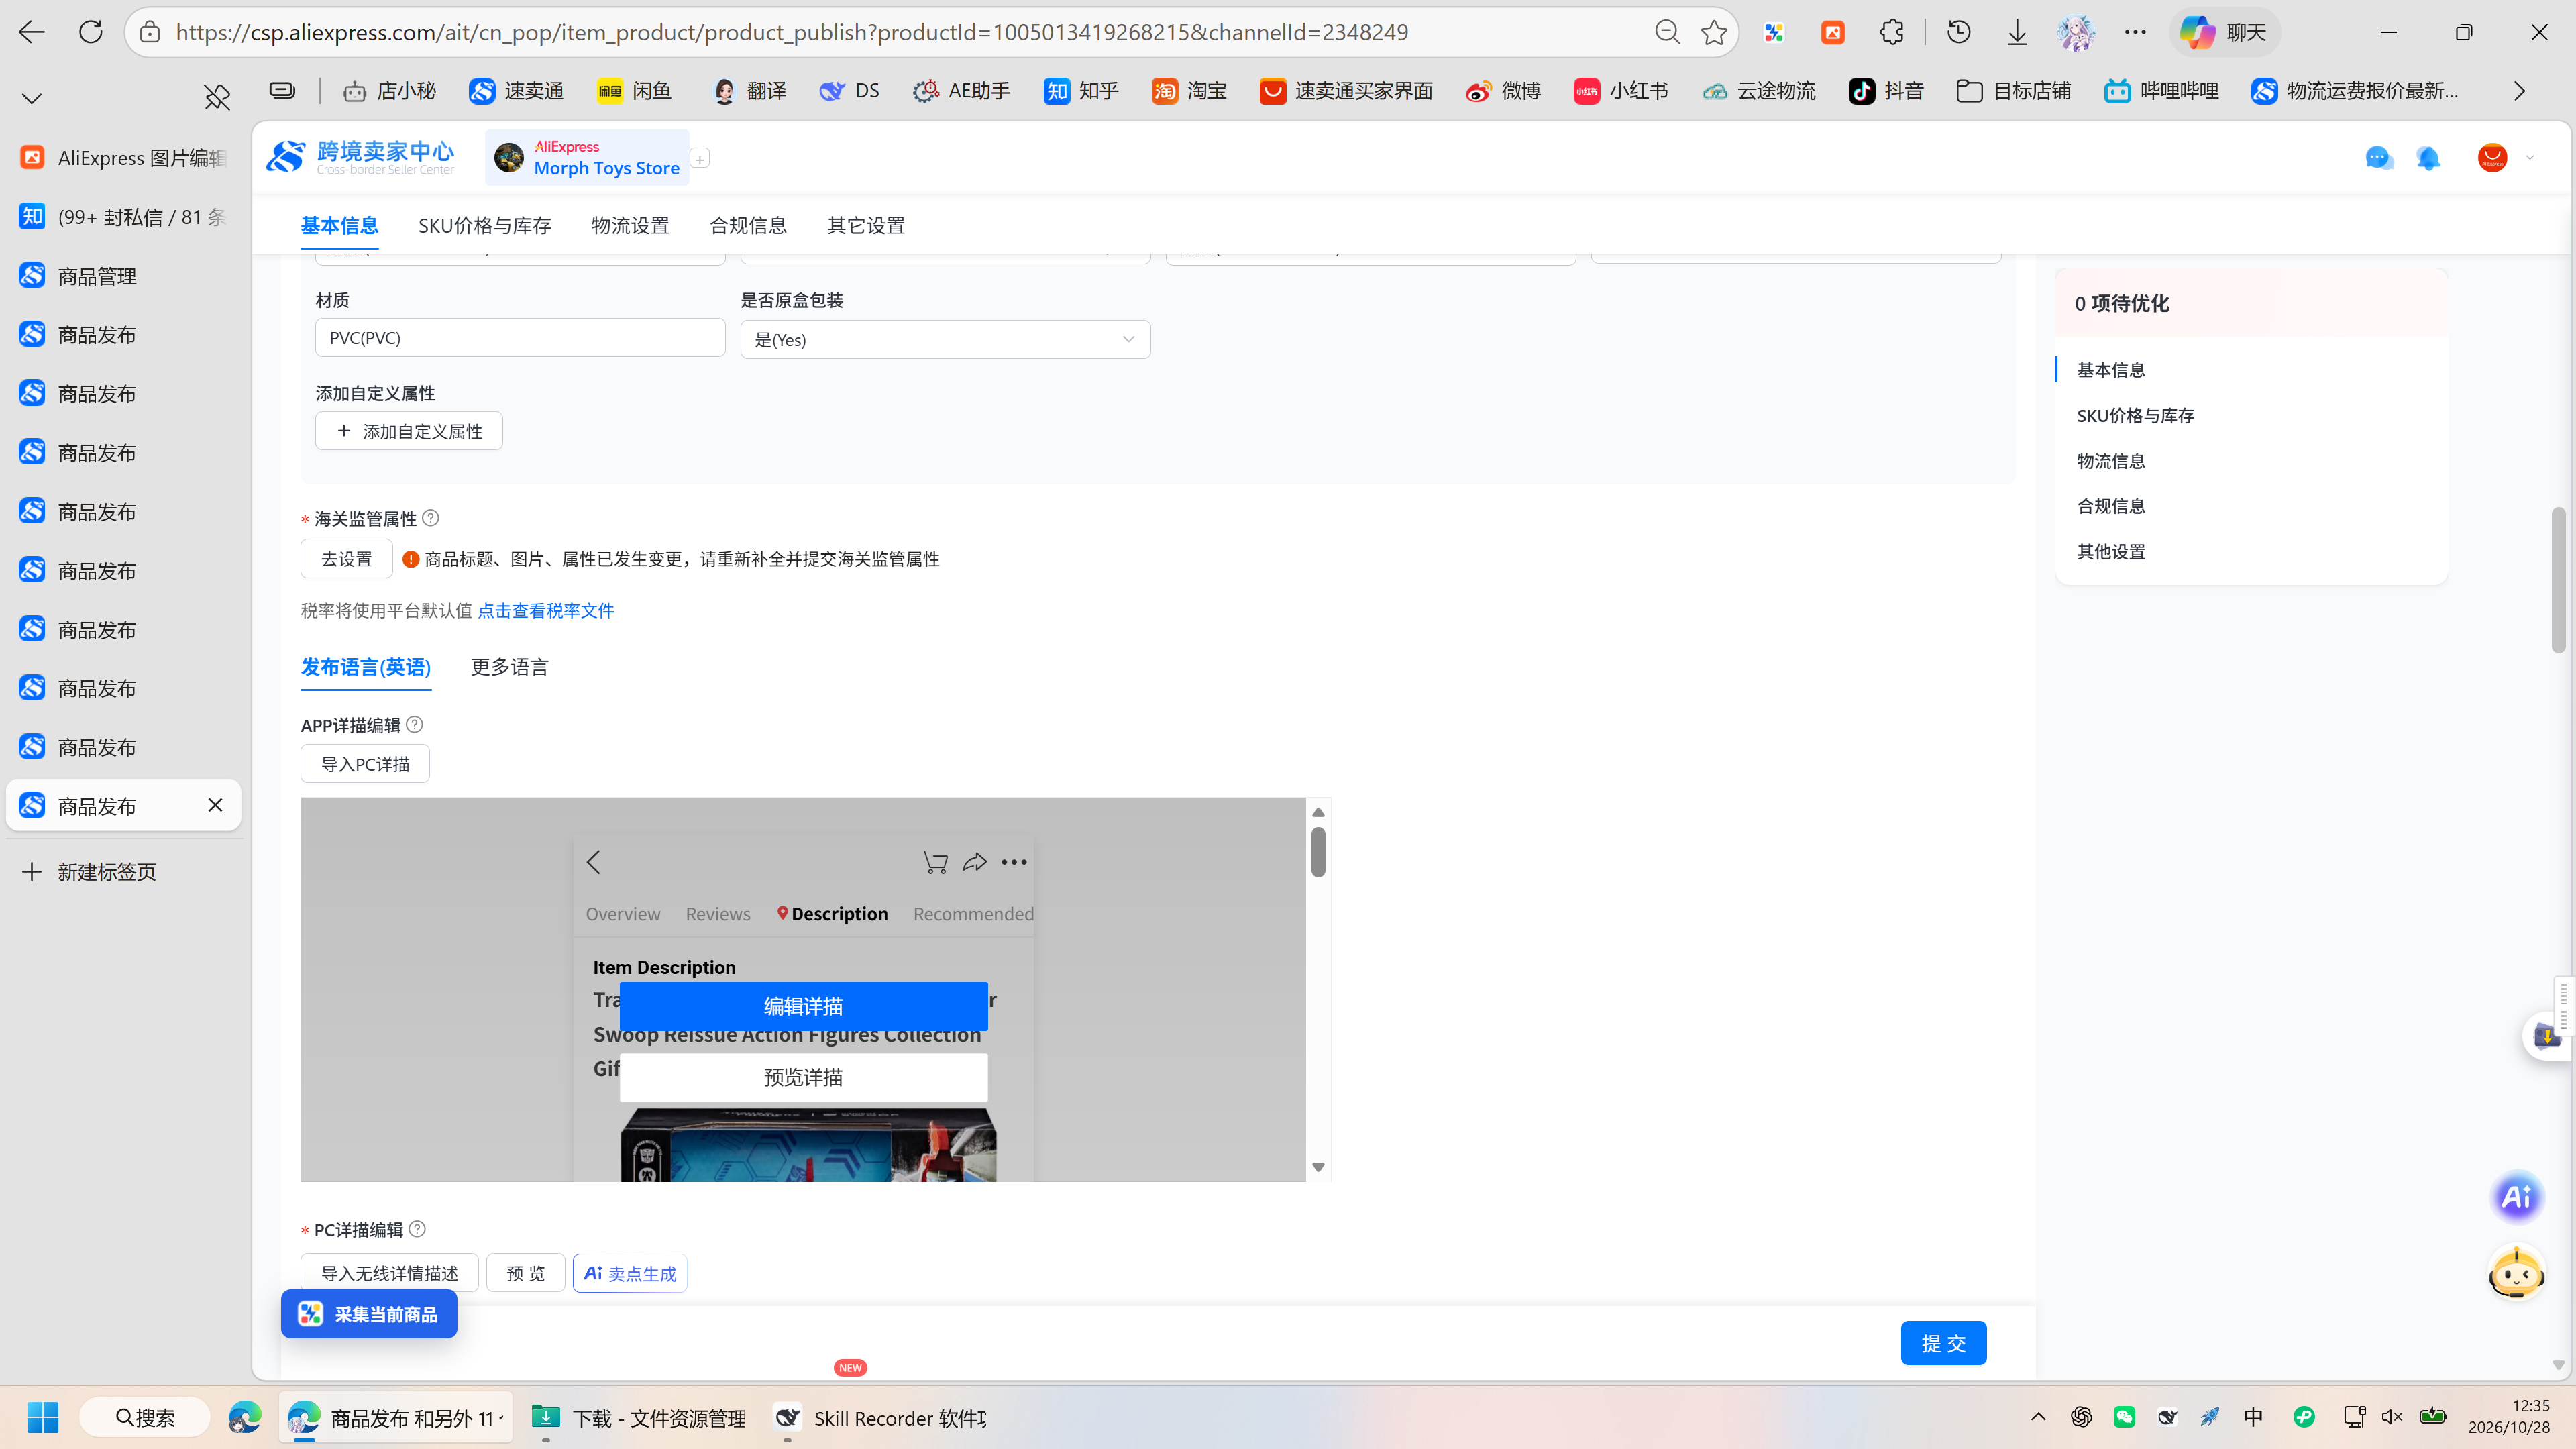 https://csp.aliexpress.com/ait/cn_pop/item_product/product_publish?productId=1005013419268215&channelId=2348249
聊天
店小秘
速卖通
闲鱼
翻译
DS
AE助手
知乎
淘宝
速卖通买家界面
微博
小红书
云途物流
抖音
目标店铺
哔哩哔哩
物流运费报价最新...
AliExpress 图片编辑
(99+ 封私信 / 81 条
商品管理
商品发布
商品发布
商品发布
商品发布
商品发布
商品发布
商品发布
商品发布
商品发布
新建标签页
跨境卖家中心
Cross-border Seller Center
AliExpress
Morph Toys Store
基本信息
SKU价格与库存
物流设置
合规信息
其它设置
材质
是否原盒包装
PVC(PVC)
是(Yes)
添加自定义属性
添加自定义属性
* 海关监管属性
去设置
商品标题、图片、属性已发生变更，请重新补全并提交海关监管属性
税率将使用平台默认值 点击查看税率文件
发布语言(英语)
更多语言
APP详描编辑
导入PC详描
Overview
Reviews
Description
Recommended
Item Description
编辑详描
Swoop Reissue Action Figures Collection
预览详描
* PC详描编辑
导入无线详情描述
预 览
Ai 卖点生成
采集当前商品
提 交
0 项待优化
基本信息
SKU价格与库存
物流信息
合规信息
其他设置
Ai
NEW
搜索
商品发布 和另外 11
下载 - 文件资源管理
Skill Recorder 软件
中
12:35
2026/10/28